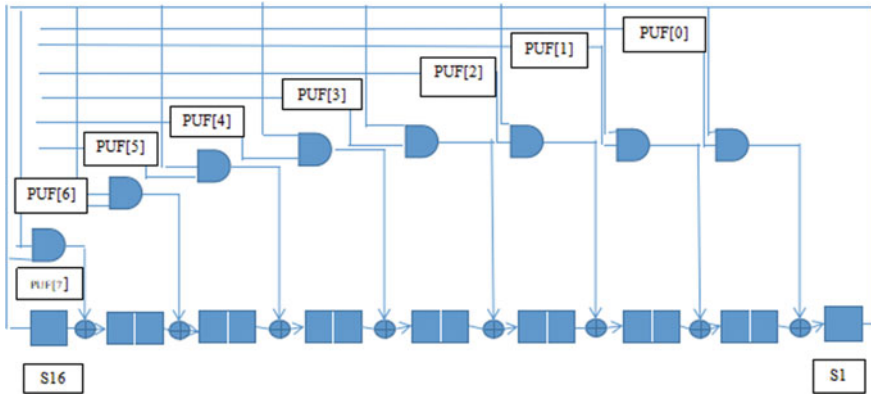 PUF[0]
PUF[1]
PUF[2]
PUF[3]
PUF[4]
PUF[5]
PUF[6]
PUF[7]
S16
S1